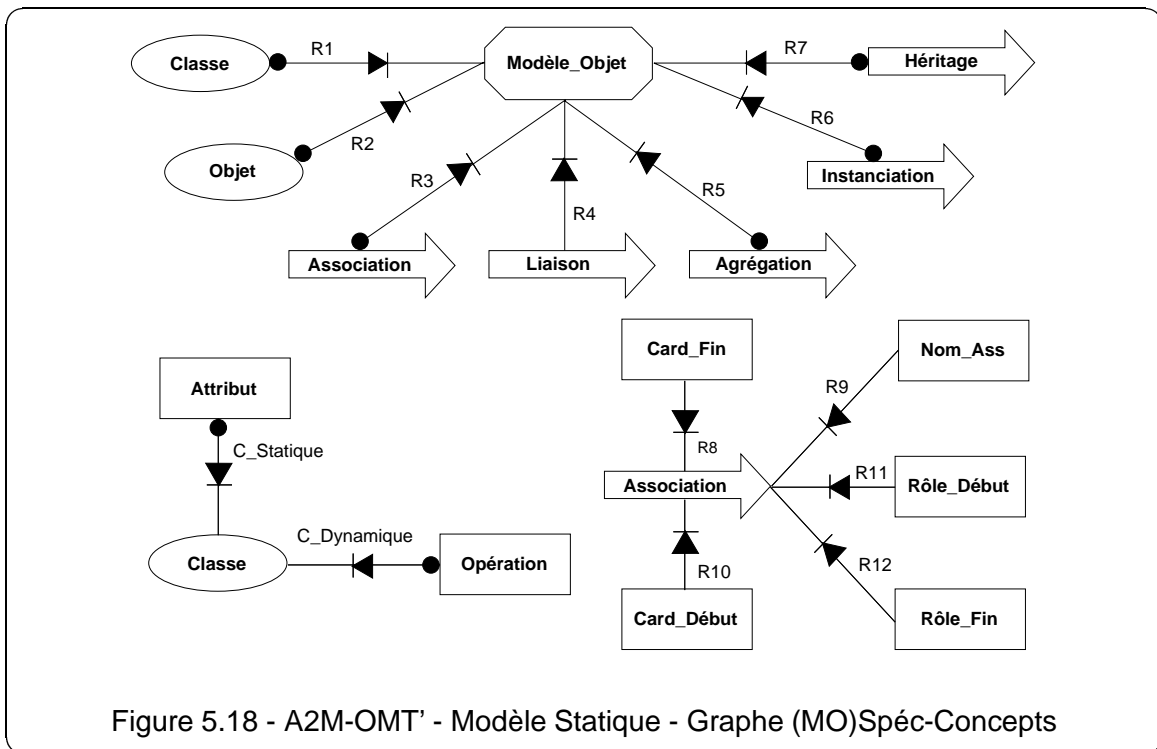 R1
R7
Classe
Modèle_Objet
Héritage
R2
R6
Objet
R3
R4
R5
Instanciation
Association
Liaison
Agrégation
Card_Fin
Nom_Ass
Attribut
R9
C_Statique
R8
R11
Association
Rôle_Début
C_Dynamique
Classe
Opération
R10
R12
Card_Début
Rôle_Fin
Figure 5.18 - A2M-OMT' - Modèle Statique - Graphe (MO)Spéc-Concepts